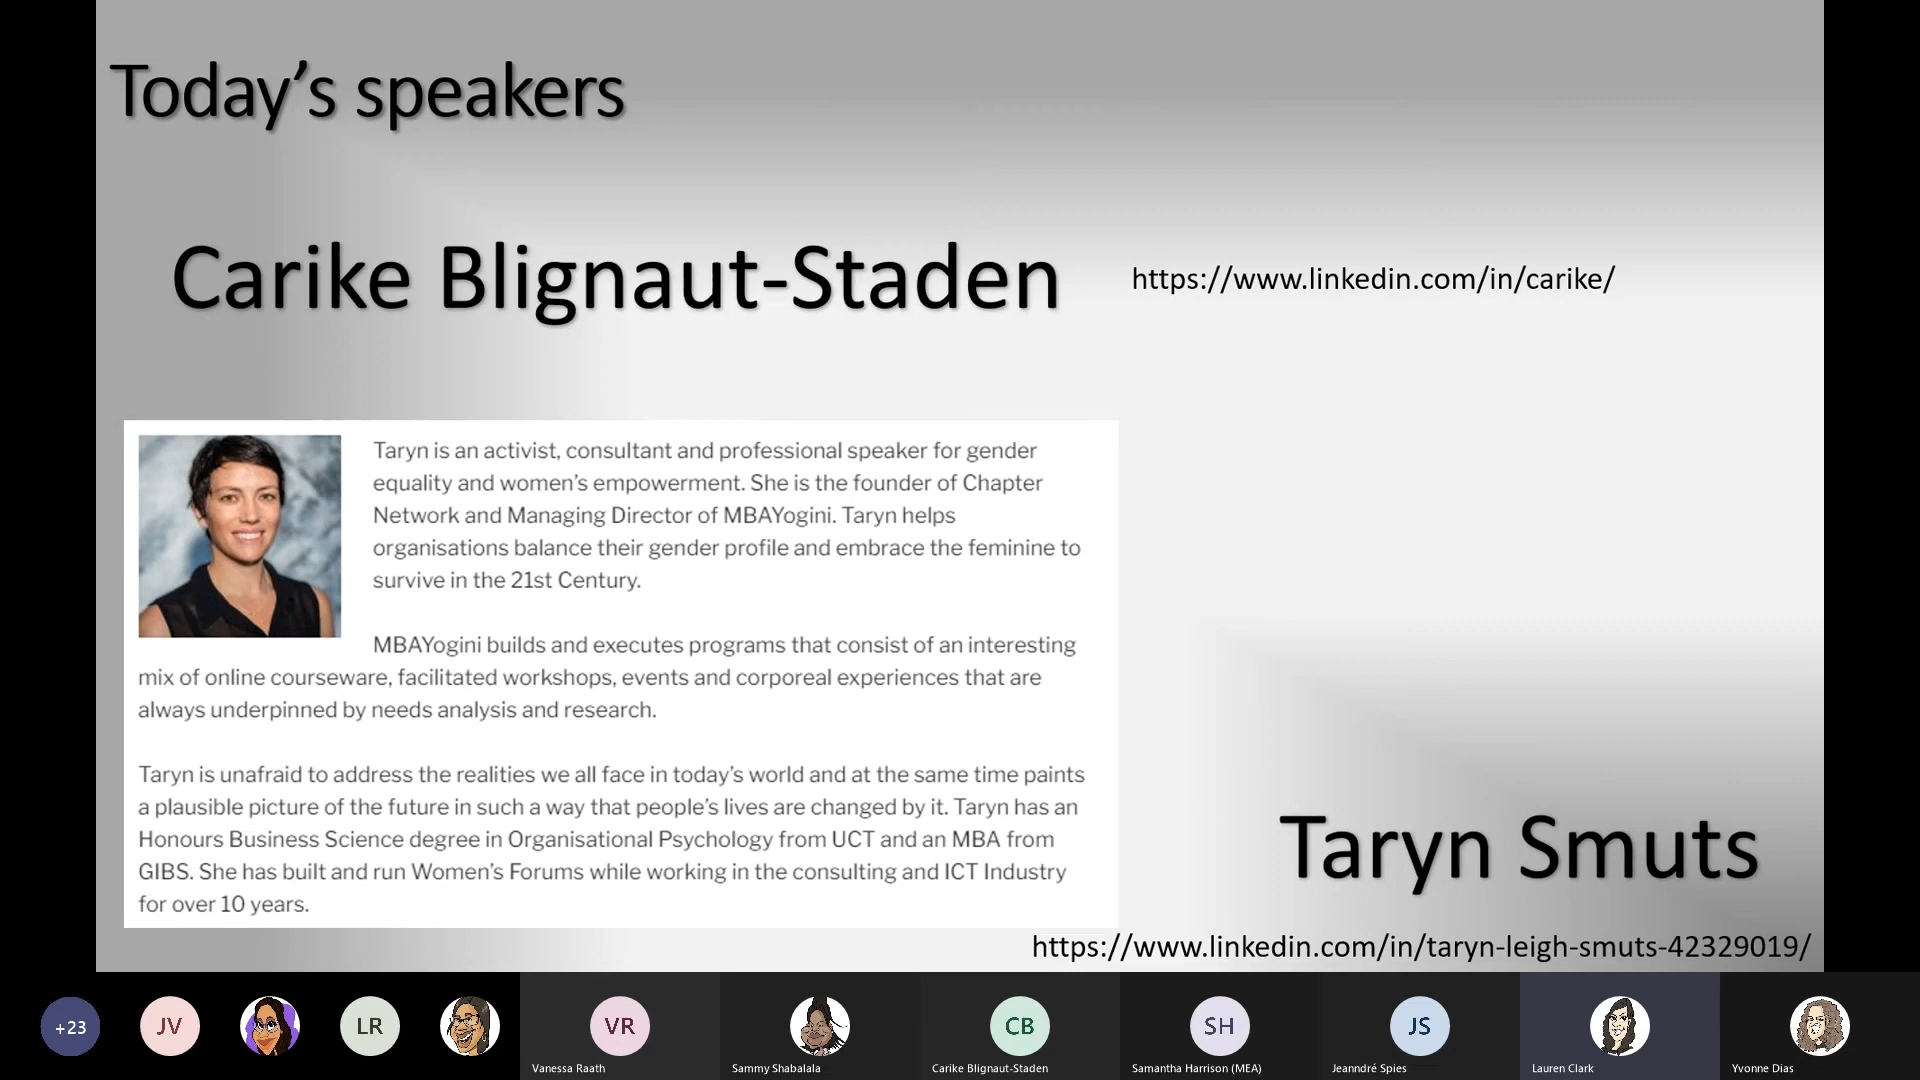 Today’s speakers
Carike Blignaut-Staden
https://www.linkedin.com/in/carike/
Taryn is an activist, consultant and professional speaker for gender
equality and women’s empowerment. She is the founder of Chapter
Network and Managing Director of MBAYogini. Taryn helps
organisations balance their gender profile and embrace the feminine to
survive in the 21st Century.
MBAYogini builds and executes programs that consist of an interesting
mix of online courseware, facilitated workshops, events and corporeal experiences that are
always underpinned by needs analysis and research.
Taryn is unafraid to address the realities we all face in today’s world and at the same time paints
a plausible picture of the future in such a way that people’s lives are changed by it. Taryn has an
Honours Business Science degree in Organisational Psychology from UCT and an MBA from
GIBS. She has built and run Women’s Forums while working in the consulting and ICT Industry
for over 10 years.
Taryn Smuts
https://www.linkedin.com/in/taryn-leigh-smuts-42329019/
+23
JV
LR
VR
CB
SH
JS
Vanessa Raath
Sammy Shabalala
Carike Blignaut-Staden
Samantha Harrison (MEA)
Jeanndré Spies
Lauren Clark
Yvonne Dias